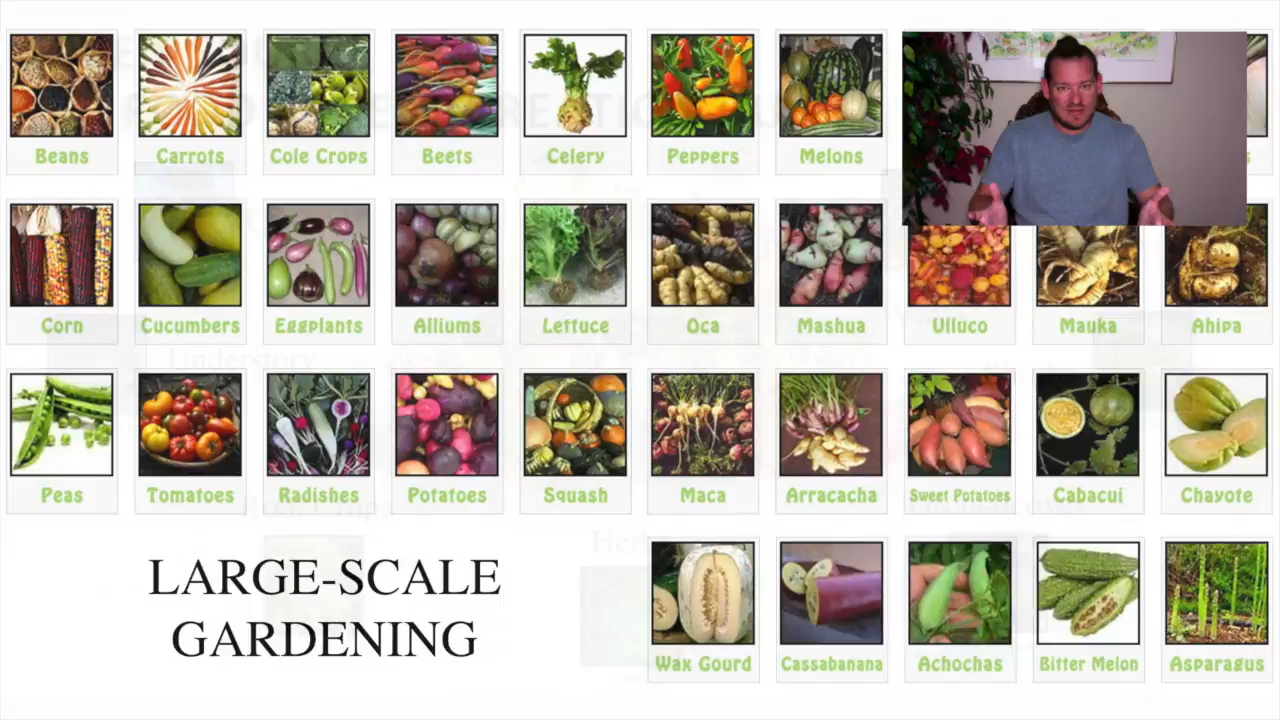 Beans Carrots Cole Crops Beets Celery Peppers Melons
Corn Cucumbers Eggplants Alliums Lettuce Oca Mashua Ulluco Mauka Ahipa
Peas Tomatoes Radishes Potatoes Squash Maca Arracacha Sweet Potatoes Cabacui Chayote
LARGE-SCALE
GARDENING
Wax Gourd Cassabanana Achochas Bitter Melon Asparagus